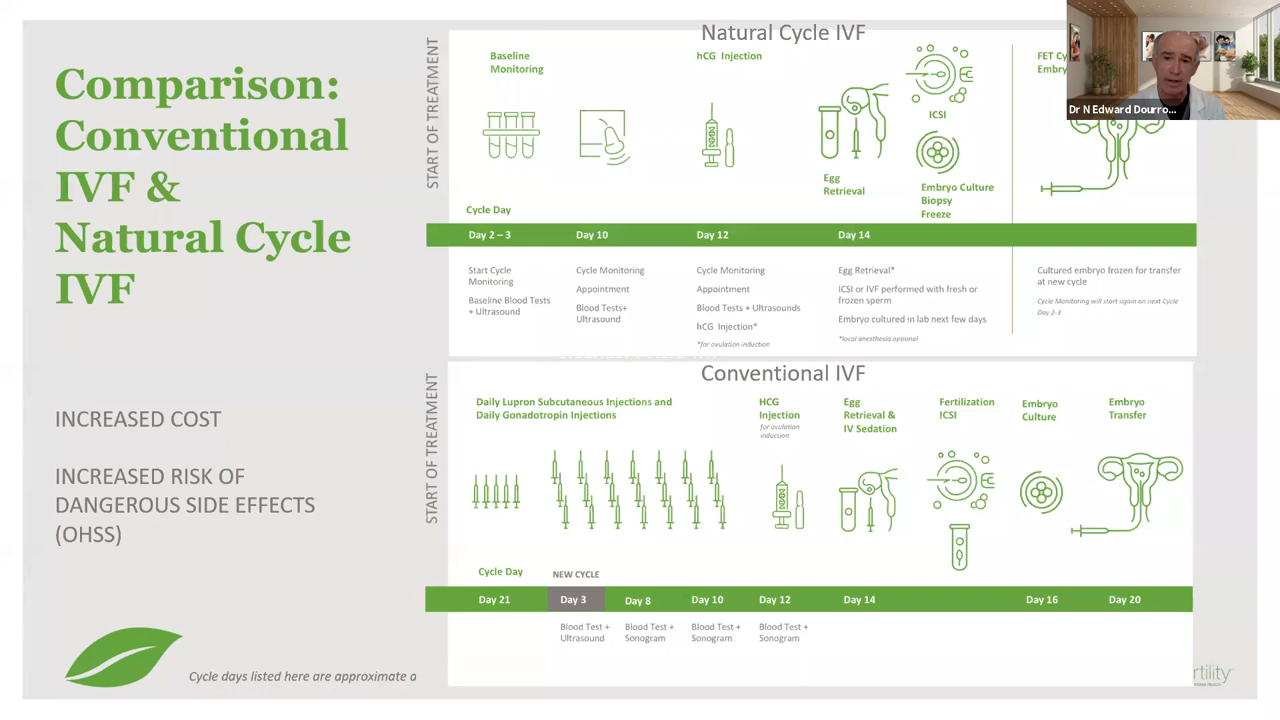 Comparison:
Conventional
IVF &
Natural Cycle
IVF
INCREASED COST
INCREASED RISK OF
DANGEROUS SIDE EFFECTS
(OHSS)
Cycle days listed here are approximate a
Natural Cycle IVF
START OF TREATMENT
Baseline
Monitoring
hCG Injection
Egg
Retrieval
ICSI
Embryo Culture
Biopsy
Freeze
FET Cy
Embry
Dr N Edward Dourro...
Cycle Day
Day 2 – 3
Day 10
Day 12
Day 14
Start Cycle
Monitoring
Baseline Blood Tests
+ Ultrasound
Cycle Monitoring
Appointment
Blood Tests+
Ultrasound
Cycle Monitoring
Appointment
Blood Tests + Ultrasounds
hCG Injection*
*for ovulation induction
Egg Retrieval*
ICSI or IVF performed with fresh or
frozen sperm
Embryo cultured in lab next few days
*local anesthesia optional
Cultured embryo frozen for transfer
at new cycle
Cycle Monitoring will start again on next Cycle
Day 2-3
Conventional IVF
START OF TREATMENT
Daily Lupron Subcutaneous Injections and
Daily Gonadotropin Injections
HCG
Injection
for ovulation
induction
Egg
Retrieval &
IV Sedation
Fertilization
ICSI
Embryo
Culture
Embryo
Transfer
Cycle Day
NEW CYCLE
Day 21
Day 3
Day 8
Day 10
Day 12
Day 14
Day 16
Day 20
Blood Test +
Ultrasound
Blood Test +
Sonogram
Blood Test +
Sonogram
Blood Test +
Sonogram
rtility